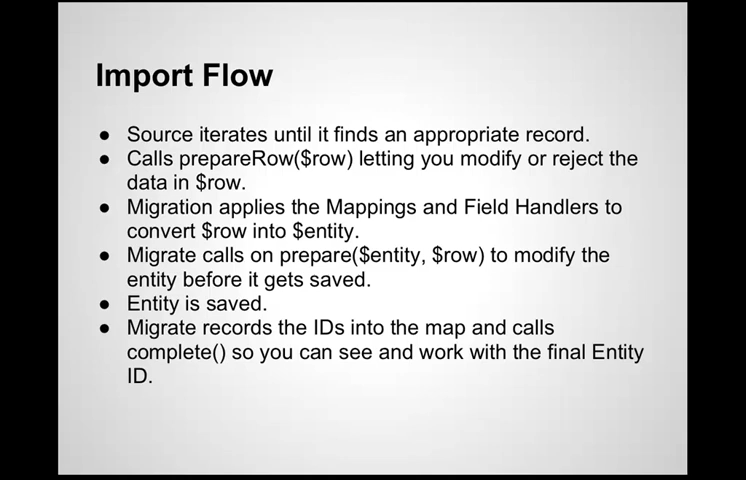 Import Flow
● Source iterates until it finds an appropriate record.
● Calls prepareRow($row) letting you modify or reject the
data in $row.
● Migration applies the Mappings and Field Handlers to
convert $row into $entity.
● Migrate calls on prepare($entity, $row) to modify the
entity before it gets saved.
● Entity is saved.
● Migrate records the IDs into the map and calls
complete() so you can see and work with the final Entity
ID.